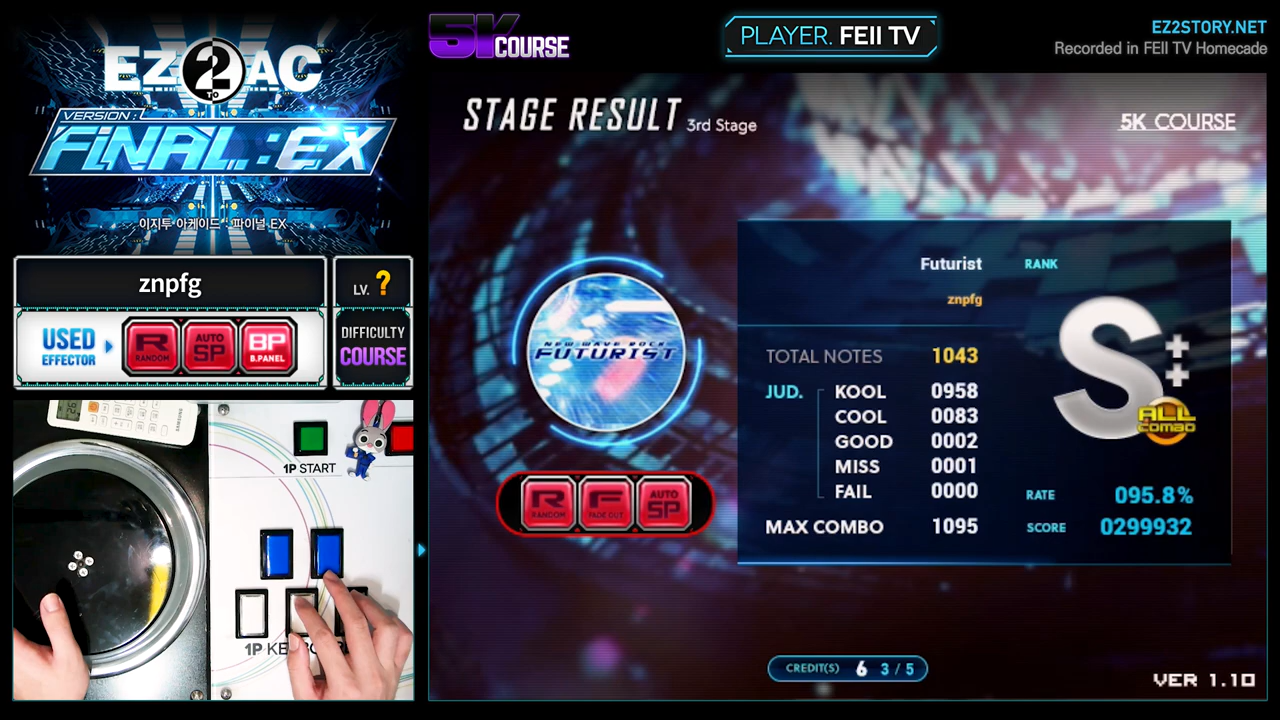 EZ2AC
TO
VERSION :
FINAL : EX
이지투 아케이드 : 파이널 EX
znpfg
LV. ?
USED
EFFECTOR
R
RANDOM
AUTO
SP
BP
B.PANEL
DIFFICULTY
COURSE
SAMSUNG
1P START
5K COURSE
PLAYER. FEII TV
EZ2STORY.NET
Recorded in FEII TV Homecade
STAGE RESULT 3rd Stage
5K COURSE
NEW WAVE ROCK
FUTURIST
R
RANDOM
F
FADE OUT
AUTO
SP
Futurist
RANK
znpfg
S++
ALL
COMBO
TOTAL NOTES 1043
JUD. KOOL 0958
COOL 0083
GOOD 0002
MISS 0001
FAIL 0000
RATE 095.8%
MAX COMBO 1095
SCORE 0299932
CREDIT(S) 6 3 / 5
VER 1.10